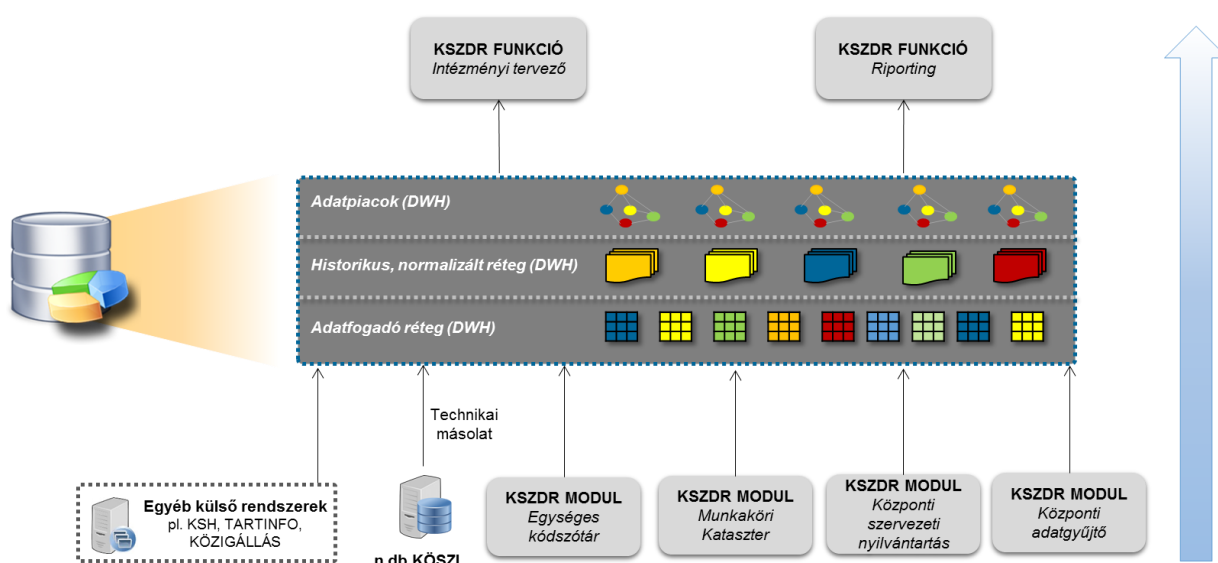 KSZDR FUNKCIÓ
Intézményi tervező
KSZDR FUNKCIÓ
Riporting
Adatpiacok (DWH)
Historikus, normalizált réteg (DWH)
Adatfogadó réteg (DWH)
Technikai
másolat
Egyéb külső rendszerek
pl. KSH, TARTINFO,
KÖZIGÁLLÁS
n db KÖSZI
KSZDR MODUL
Egységes
kódszótár
KSZDR MODUL
Munkaköri
Kataszter
KSZDR MODUL
Központi
szervezeti
nyilvántartás
KSZDR MODUL
Központi
adatgyűjtő